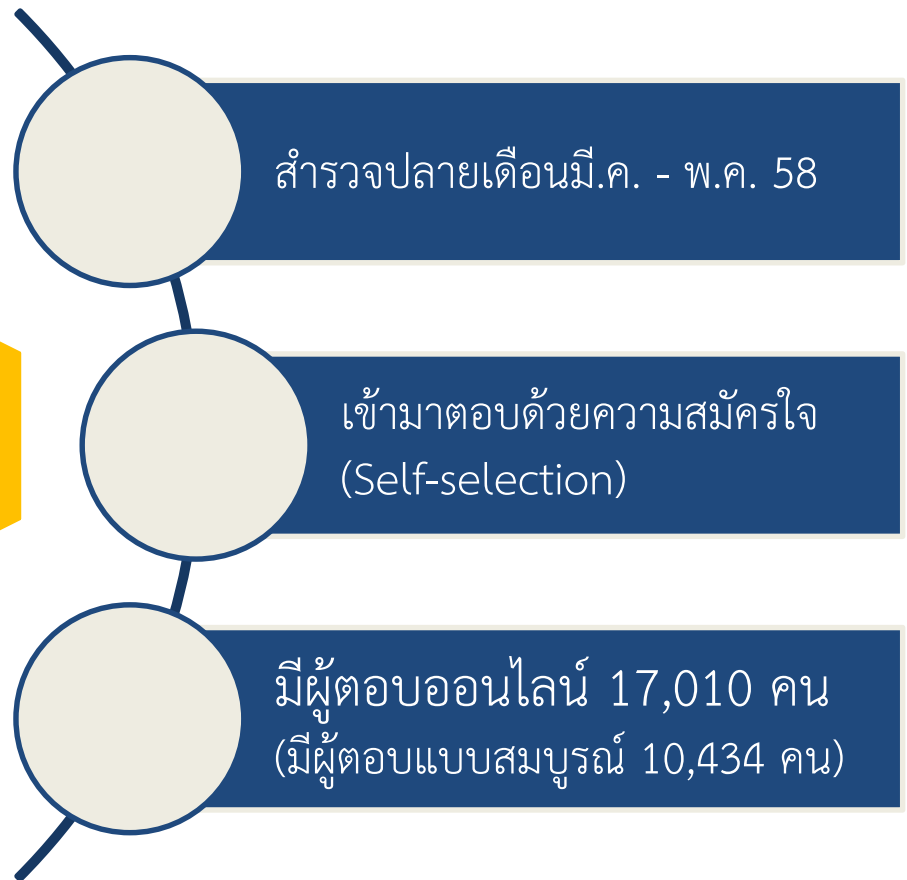 สำรวจปลายเดือนมี.ค. - พ.ค. 58
เข้ามาตอบด้วยความสมัครใจ
(Self-selection)
มีผู้ตอบออนไลน์ 17,010 คน
(มีผู้ตอบแบบสมบูรณ์ 10,434 คน)